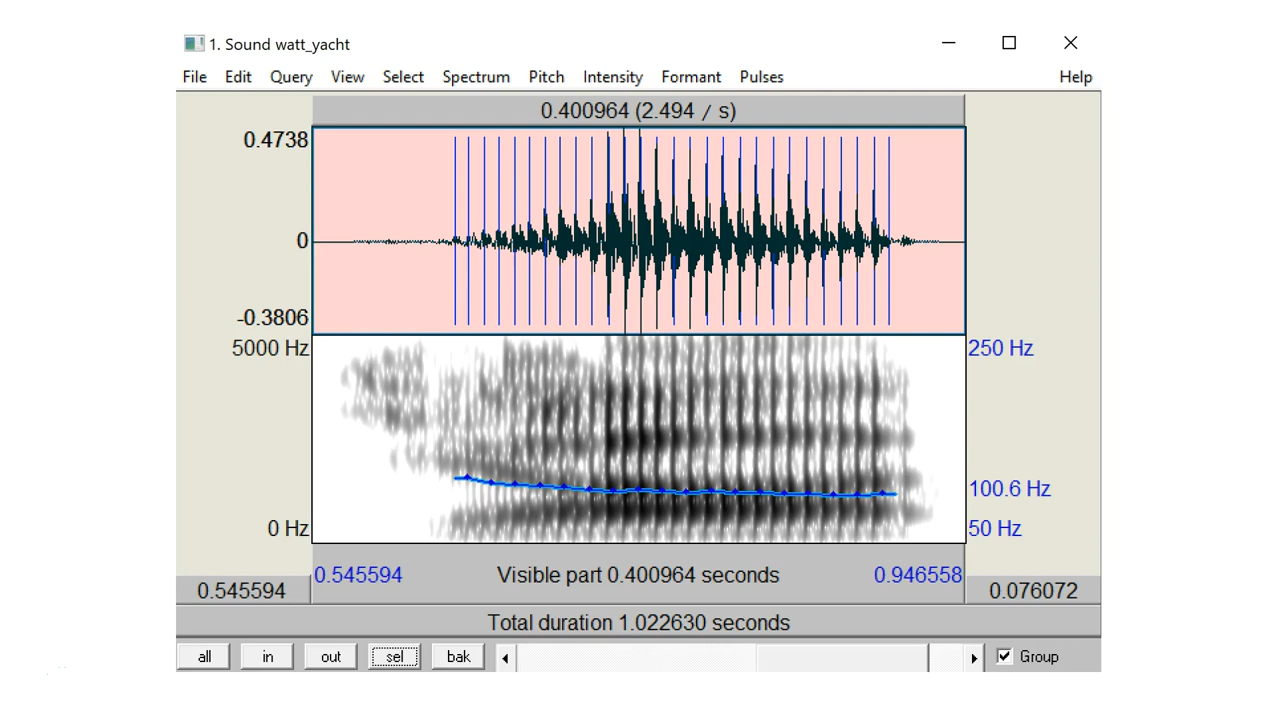 1. Sound watt_yacht
File Edit Query View Select Spectrum Pitch Intensity Formant Pulses Help
0.400964 (2.494 / s)
0.4738
0
-0.3806
5000 Hz 250 Hz
100.6 Hz
0 Hz 50 Hz
0.545594 Visible part 0.400964 seconds 0.946558
0.545594 0.076072
Total duration 1.022630 seconds
all in out sel bak Group